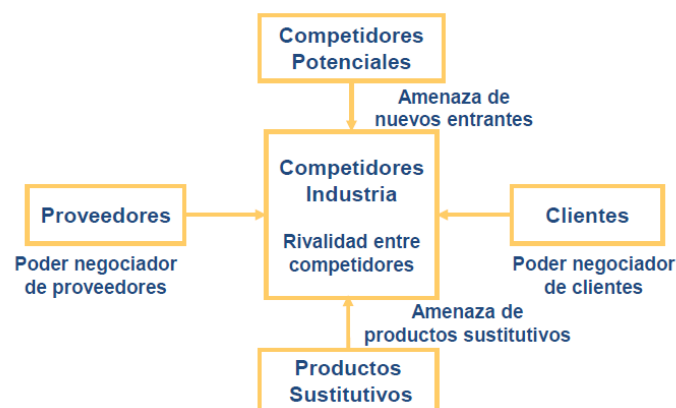 Competidores
Potenciales
Amenaza de
nuevos entrantes
Competidores
Industria
Rivalidad entre
competidores
Proveedores
Poder negociador
de proveedores
Clientes
Poder negociador
de clientes
Amenaza de
productos sustitutivos
Productos
Sustitutivos